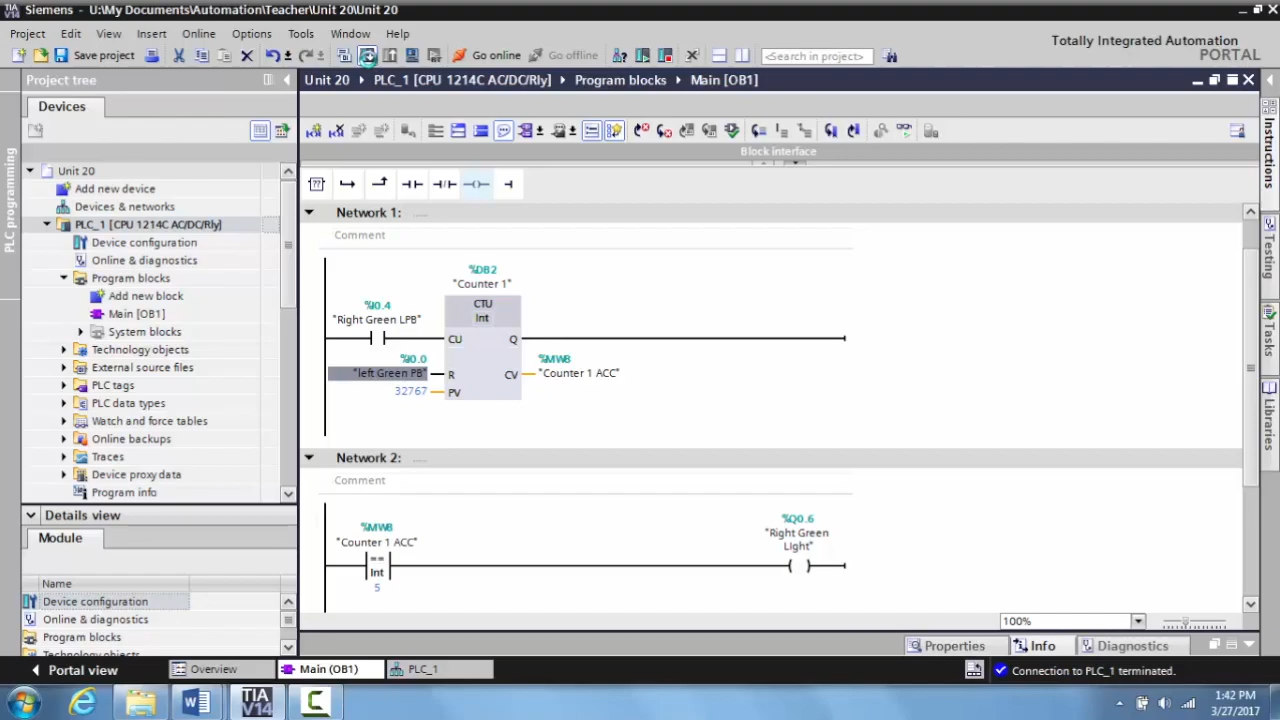 TIA V14 Siemens - U:\My Documents\Automation\Teacher\Unit 20\Unit 20
Project Edit View Insert Online Options Tools Window Help
Totally Integrated Automation
PORTAL
Save project Go online Go offline <Search in project>
Project tree
Unit 20 PLC_1 [CPU 1214C AC/DC/Rly] Program blocks Main [OB1]
Devices
PLC programming
Unit 20
Add new device
Devices & networks
PLC_1 [CPU 1214C AC/DC/Rly]
Device configuration
Online & diagnostics
Program blocks
Add new block
Main [OB1]
System blocks
Technology objects
External source files
PLC tags
PLC data types
Watch and force tables
Online backups
Traces
Device proxy data
Program info
Details view
Module
Name
Device configuration
Online & diagnostics
Program blocks
Technology objects
Block interface
??
Network 1: .....
Comment
%DB2
"Counter 1"
%I0.4
"Right Green LPB"
CTU
Int
CU Q
%I0.0
"left Green PB"
R
%MW8
CV "Counter 1 ACC"
32767 PV
Network 2: .....
Comment
%MW8
"Counter 1 ACC"
==
Int
5
%Q0.6
"Right Green
Light"
100%
Instructions
Testing
Tasks
Libraries
Properties Info Diagnostics
Portal view Overview Main (OB1) PLC_1
Connection to PLC_1 terminated.
TIA
V14
1:42 PM
3/27/2017